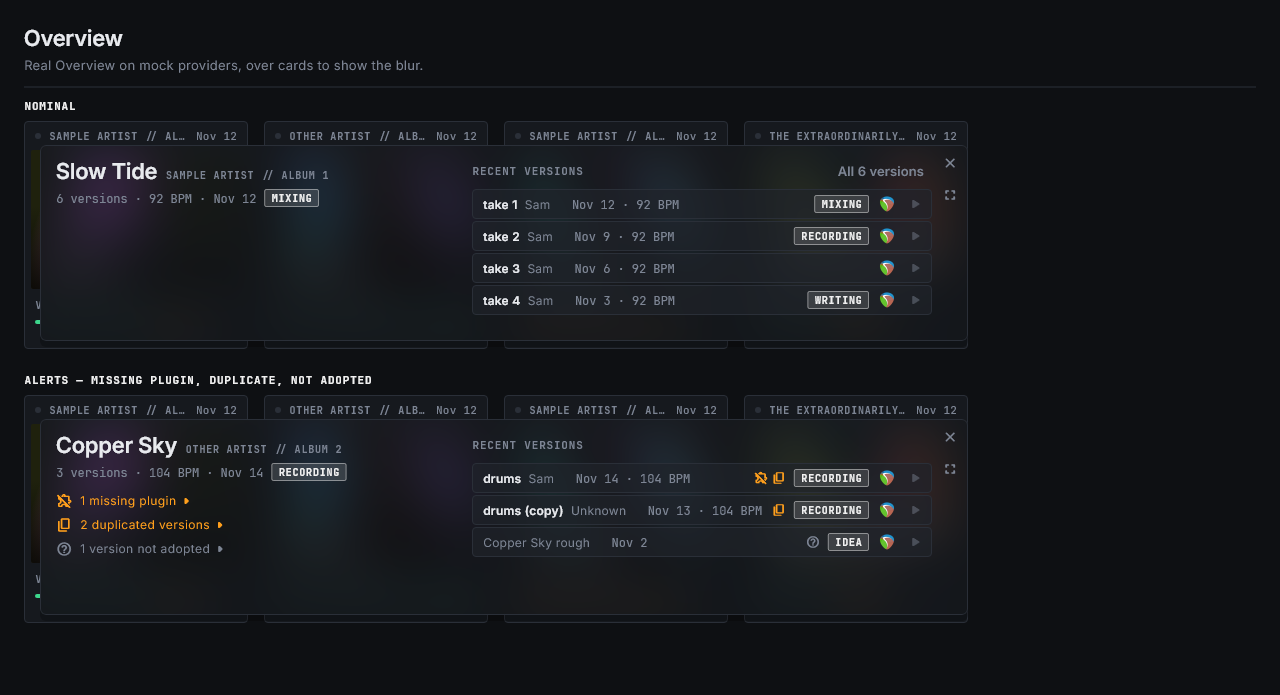 Overview
Real Overview on mock providers, over cards to show the blur.
NOMINAL
SAMPLE ARTIST // AL… Nov 12
OTHER ARTIST // ALB… Nov 12
SAMPLE ARTIST // AL… Nov 12
THE EXTRAORDINARILY… Nov 12
Slow Tide SAMPLE ARTIST // ALBUM 1
6 versions · 92 BPM · Nov 12 MIXING
RECENT VERSIONS All 6 versions
take 1 Sam Nov 12 · 92 BPM MIXING
take 2 Sam Nov 9 · 92 BPM RECORDING
take 3 Sam Nov 6 · 92 BPM
take 4 Sam Nov 3 · 92 BPM WRITING
ALERTS — MISSING PLUGIN, DUPLICATE, NOT ADOPTED
SAMPLE ARTIST // AL… Nov 12
OTHER ARTIST // ALB… Nov 12
SAMPLE ARTIST // AL… Nov 12
THE EXTRAORDINARILY… Nov 12
Copper Sky OTHER ARTIST // ALBUM 2
3 versions · 104 BPM · Nov 14 RECORDING
1 missing plugin
2 duplicated versions
1 version not adopted
RECENT VERSIONS
drums Sam Nov 14 · 104 BPM RECORDING
drums (copy) Unknown Nov 13 · 104 BPM RECORDING
Copper Sky rough Nov 2 IDEA